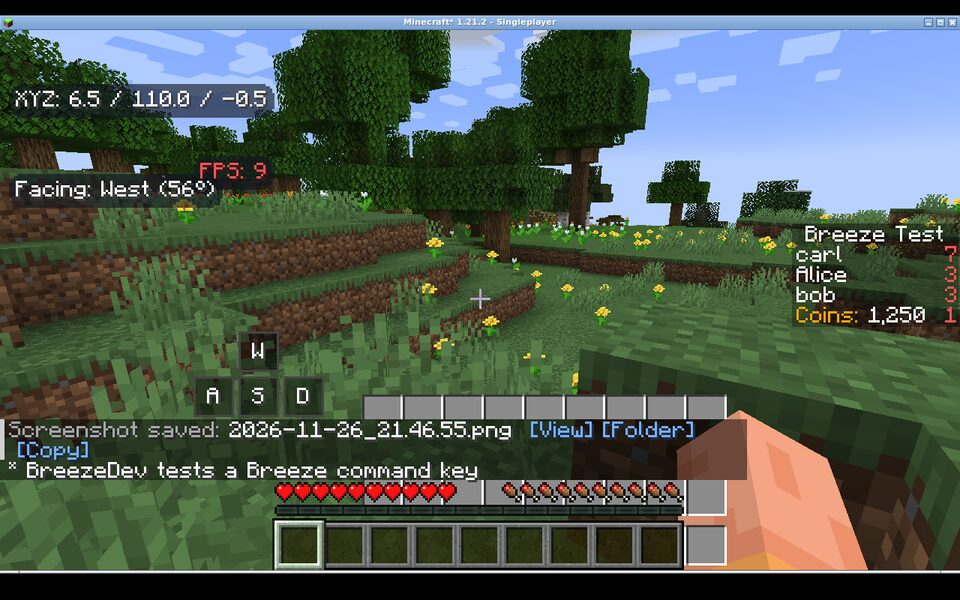 Minecraft* 1.21.2 - Singleplayer
XYZ: 6.5 / 110.0 / -0.5
FPS: 9
Facing: West (56°)
Breeze Test
carl 7
Alice 3
bob 3
Coins: 1,250 1
W
A S D
Screenshot saved: 2026-11-26_21.46.55.png [View] [Folder]
[Copy]
* BreezeDev tests a Breeze command key